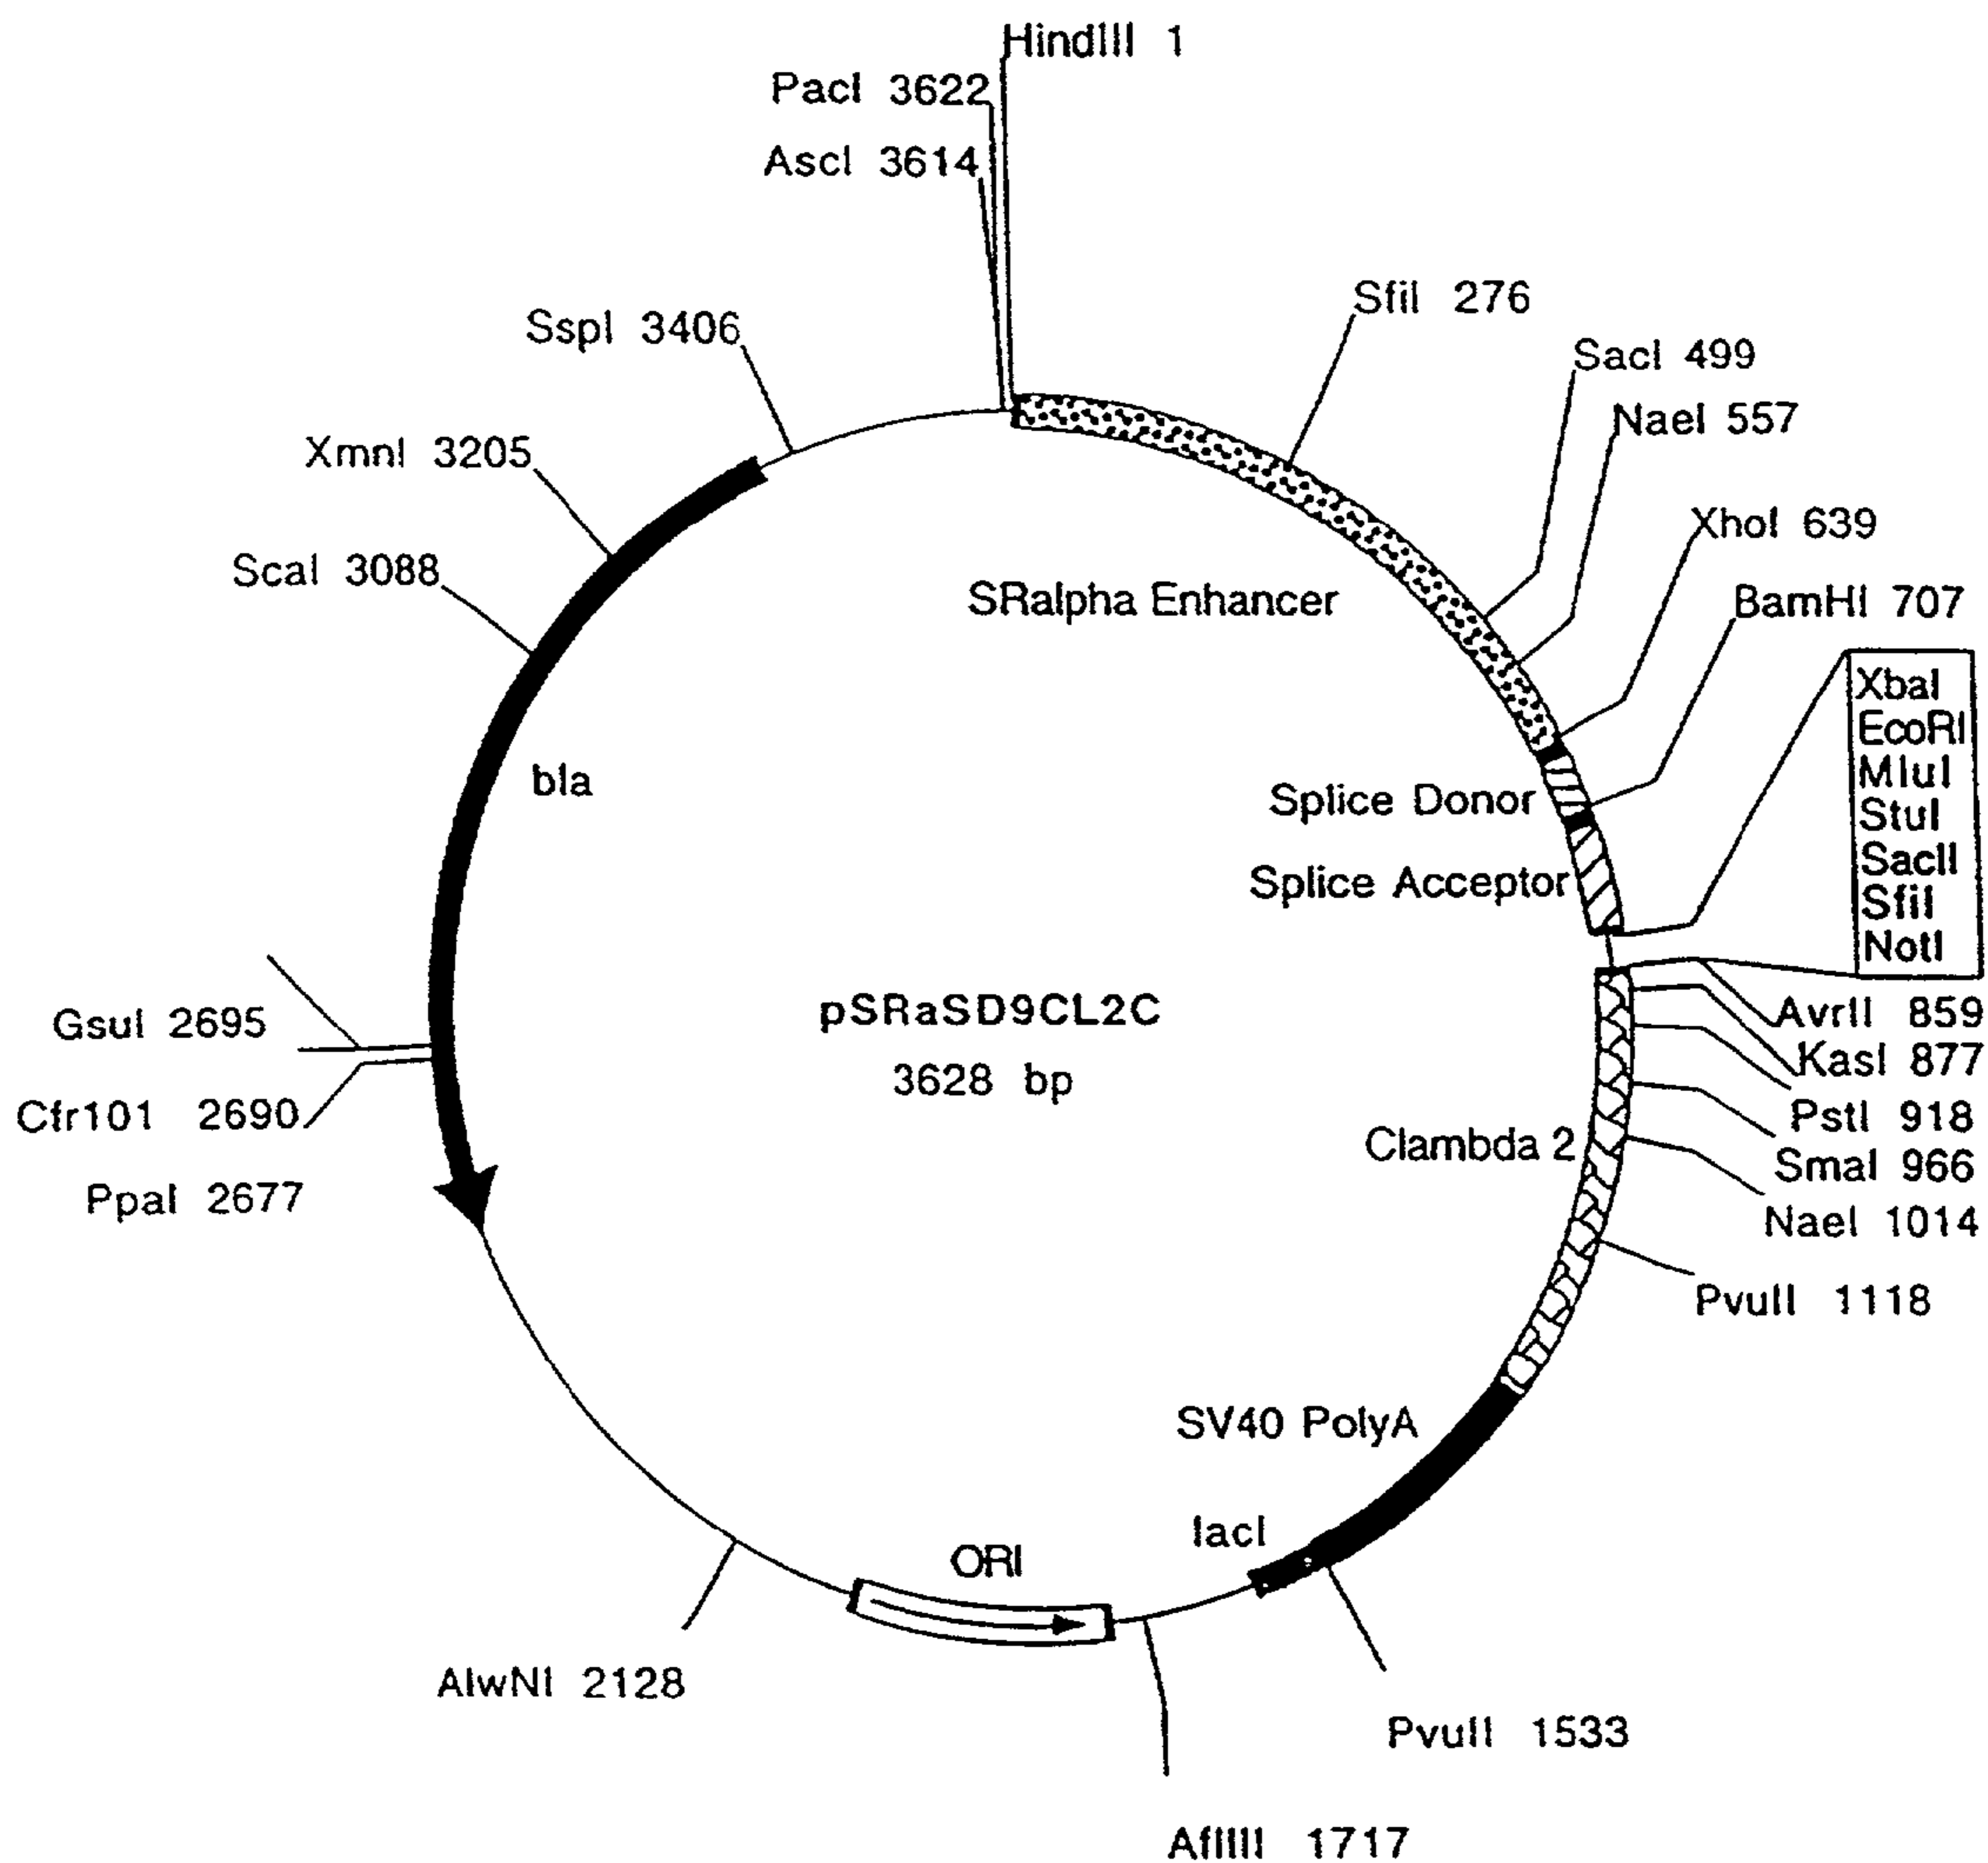 HindIII 1
PacI 3622
AscI 3614
SfiI 276
SspI 3406
SacI 499
NaeI 557
XmnI 3205
XhoI 639
ScaI 3088
SRalpha Enhancer
BamHI 707
XbaI
EcoRI
MluI
StuI
SacII
SfiI
NotI
bla
Splice Donor
Splice Acceptor
pSRaSD9CL2C
3628 bp
GsuI 2695
Cfr101 2690
PpaI 2677
AvrII 859
KasI 877
PstI 918
Clambda 2
SmaI 966
NaeI 1014
PvuII 1118
SV40 PolyA
lacI
ORI
AlwNI 2128
PvuII 1533
AflIII 1717